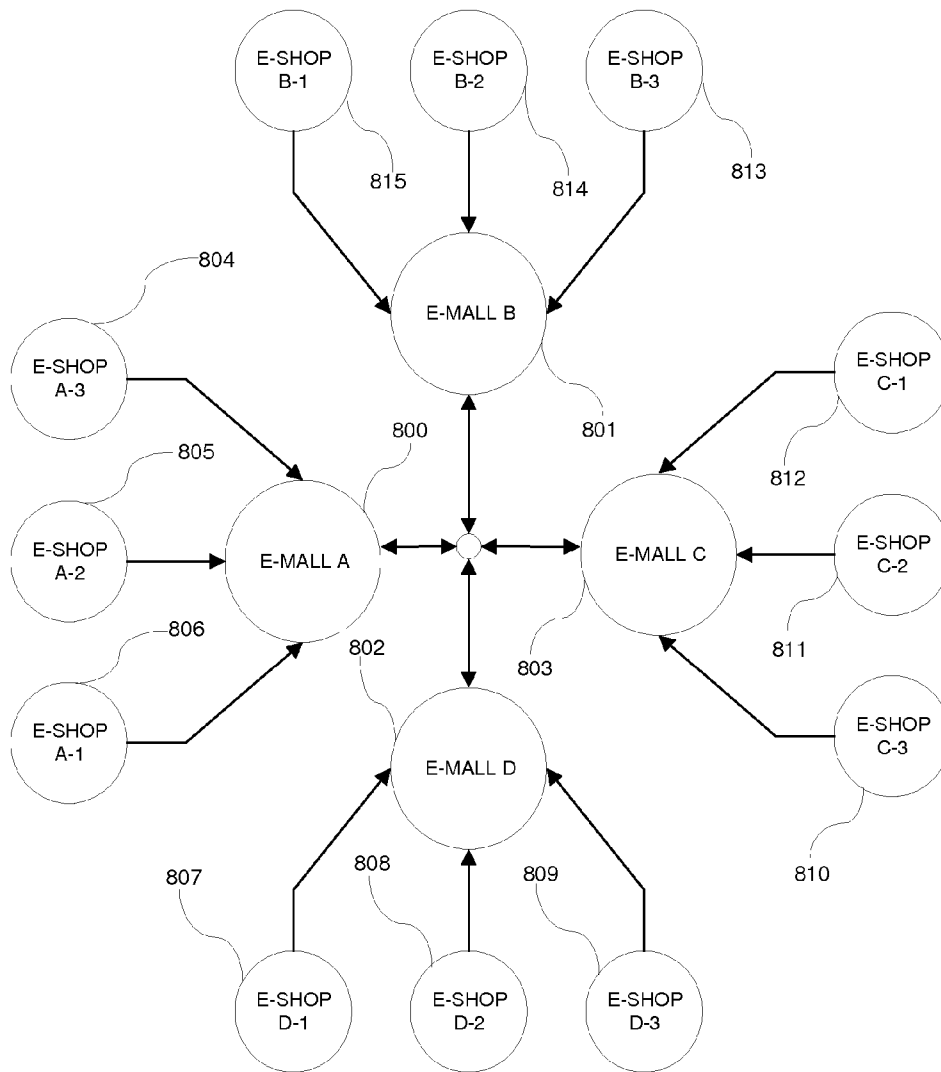 E-SHOP
B-1
E-SHOP
B-2
E-SHOP
B-3
815
814
813
804
E-MALL B
E-SHOP
A-3
E-SHOP
C-1
800
801
805
812
E-SHOP
A-2
E-MALL A
E-MALL C
E-SHOP
C-2
806
802
803
811
E-SHOP
A-1
E-SHOP
C-3
E-MALL D
807
808
809
810
E-SHOP
D-1
E-SHOP
D-2
E-SHOP
D-3